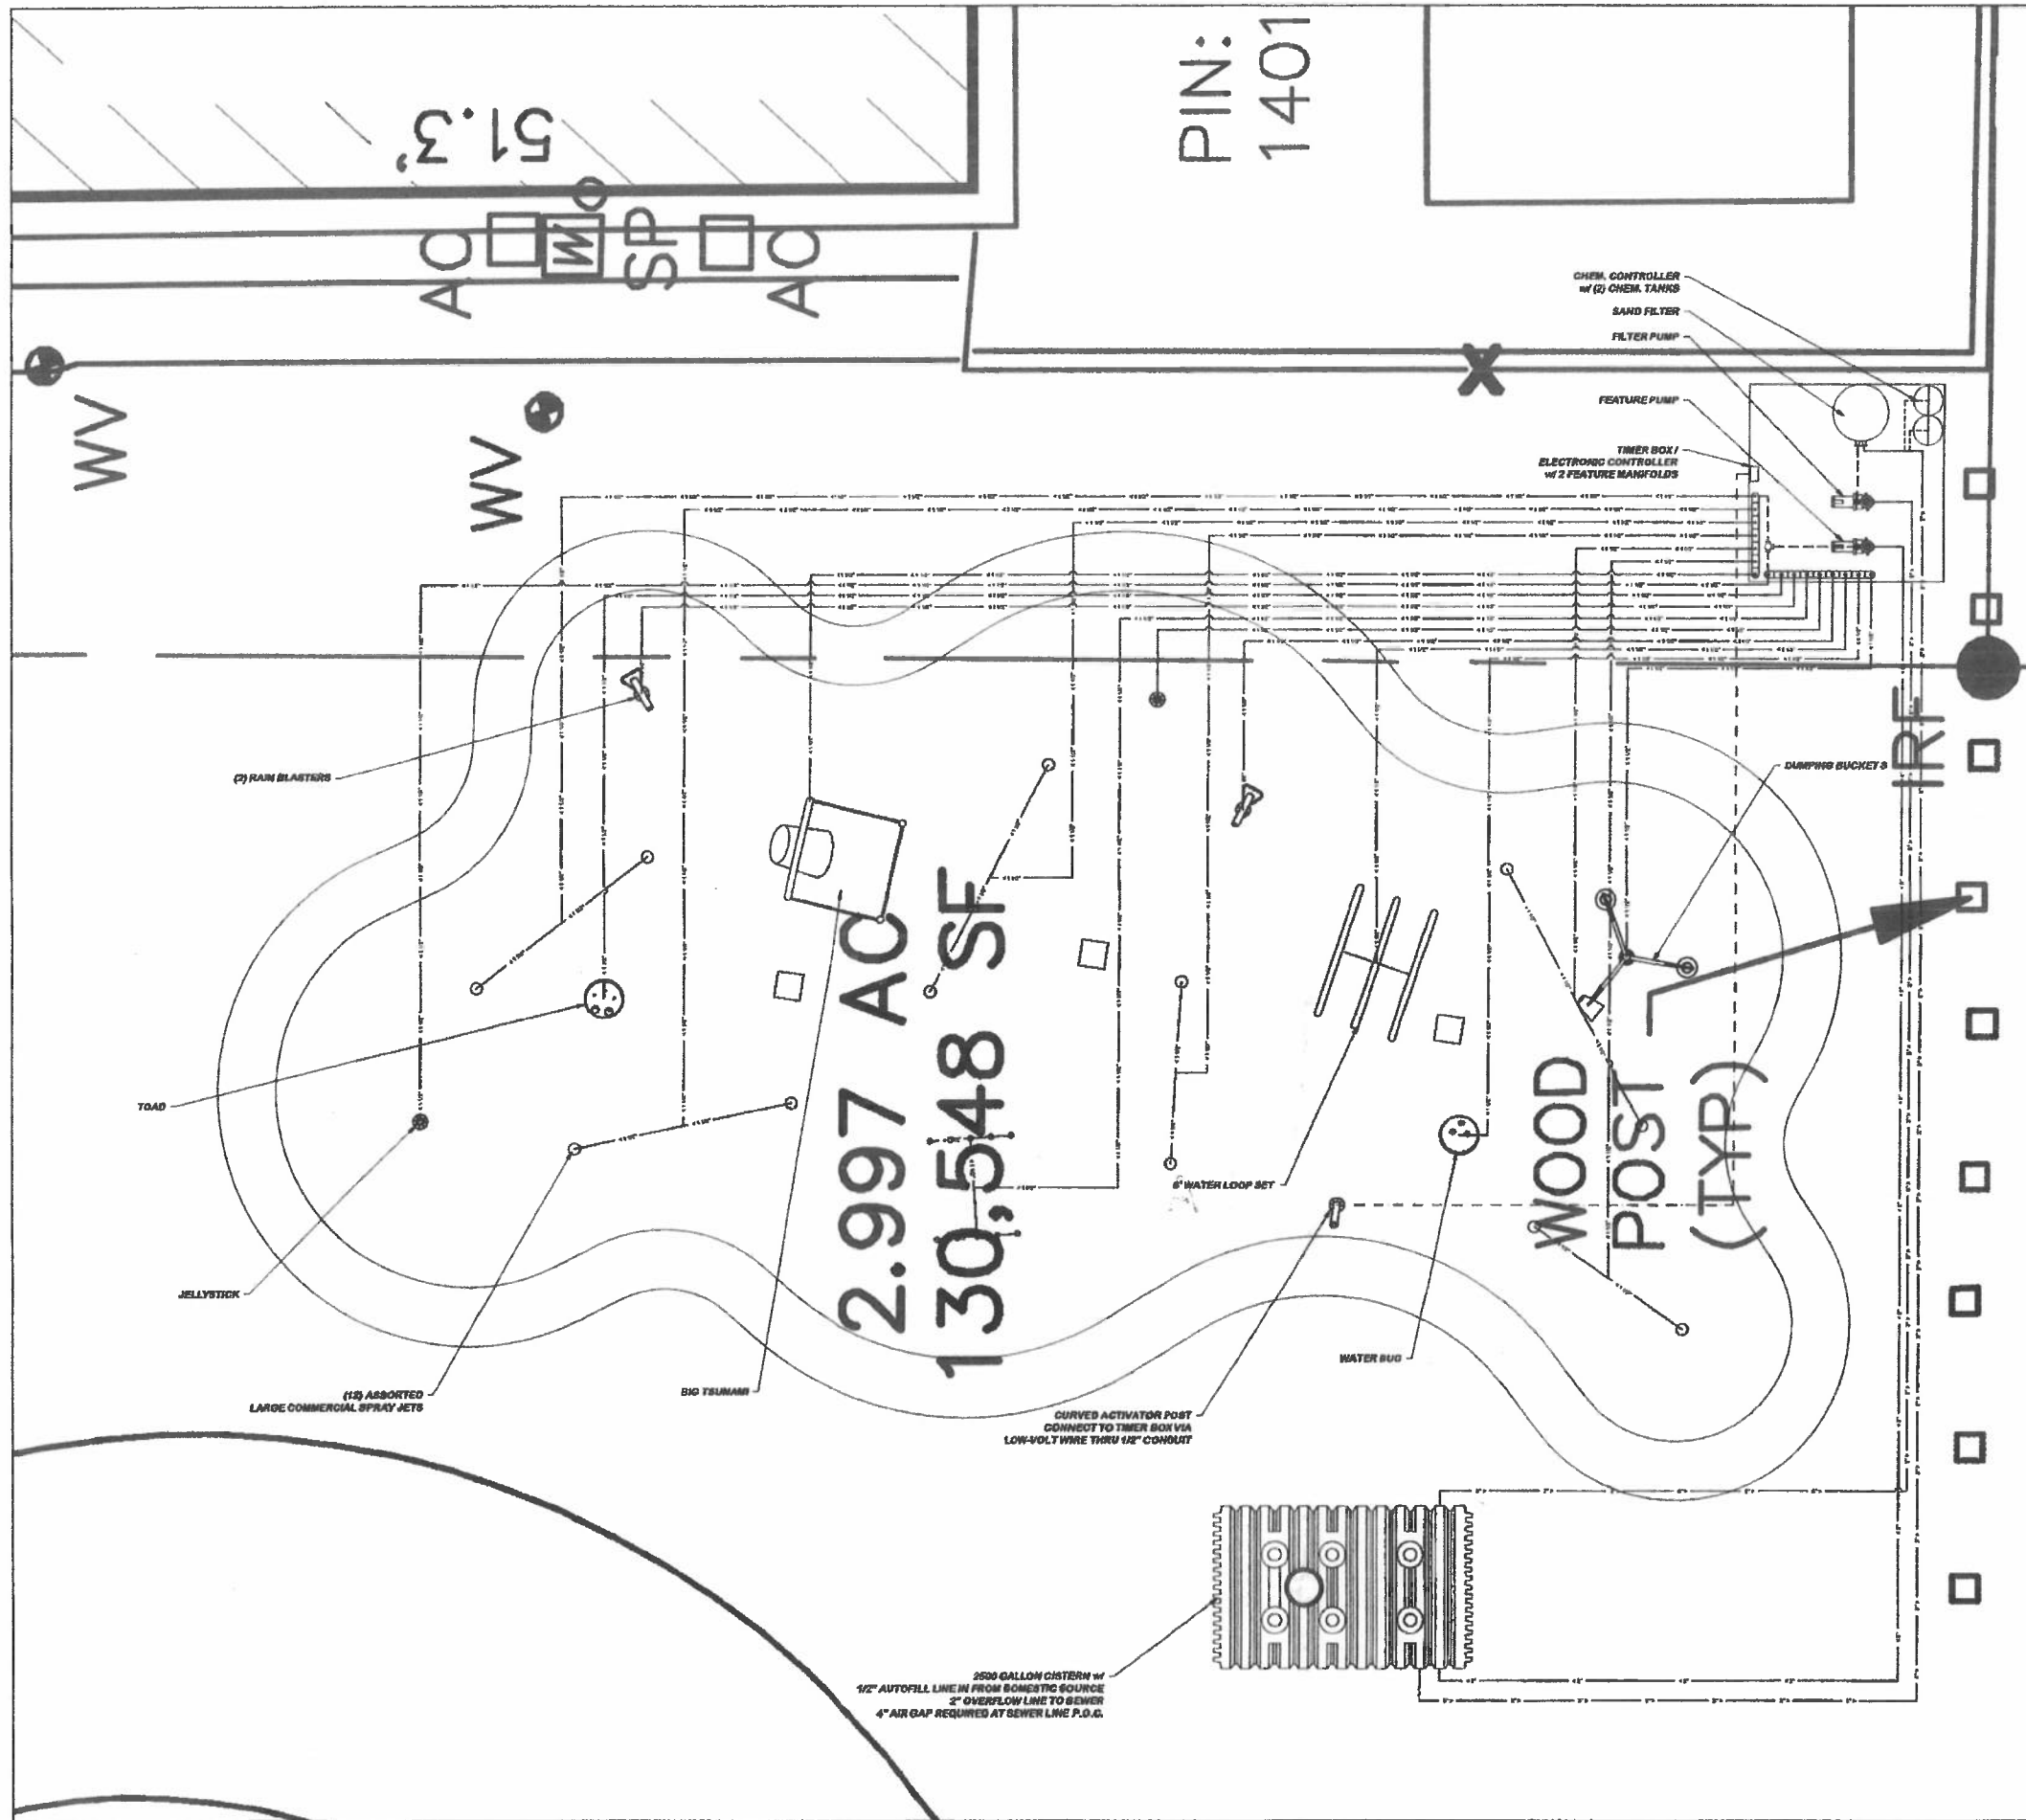 51.3'
PIN:
1401
AC
W
SP
AC
WV
WV
CHEM. CONTROLLER
w/ (2) CHEM. TANKS
SAND FILTER
FILTER PUMP
FEATURE PUMP
TIMER BOX /
ELECTRONIC CONTROLLER
w/ 2 FEATURE MANIFOLDS
IRF
(2) RAIN BLASTERS
DUMPING BUCKETS
2.997 AC
130,548 SF
TOAD
WOOD
POST
(TYP)
6' WATER LOOP SET
JELLYSTICK
(12) ASSORTED
LARGE COMMERCIAL SPRAY JETS
BIG TSUNAMI
WATER BUG
CURVED ACTIVATOR POST
CONNECT TO TIMER BOX VIA
LOW-VOLT WIRE THRU 1/2" CONDUIT
2500 GALLON CISTERN w/
1/2" AUTOFILL LINE IN FROM DOMESTIC SOURCE
2" OVERFLOW LINE TO SEWER
4" AIR GAP REQUIRED AT SEWER LINE P.O.C.